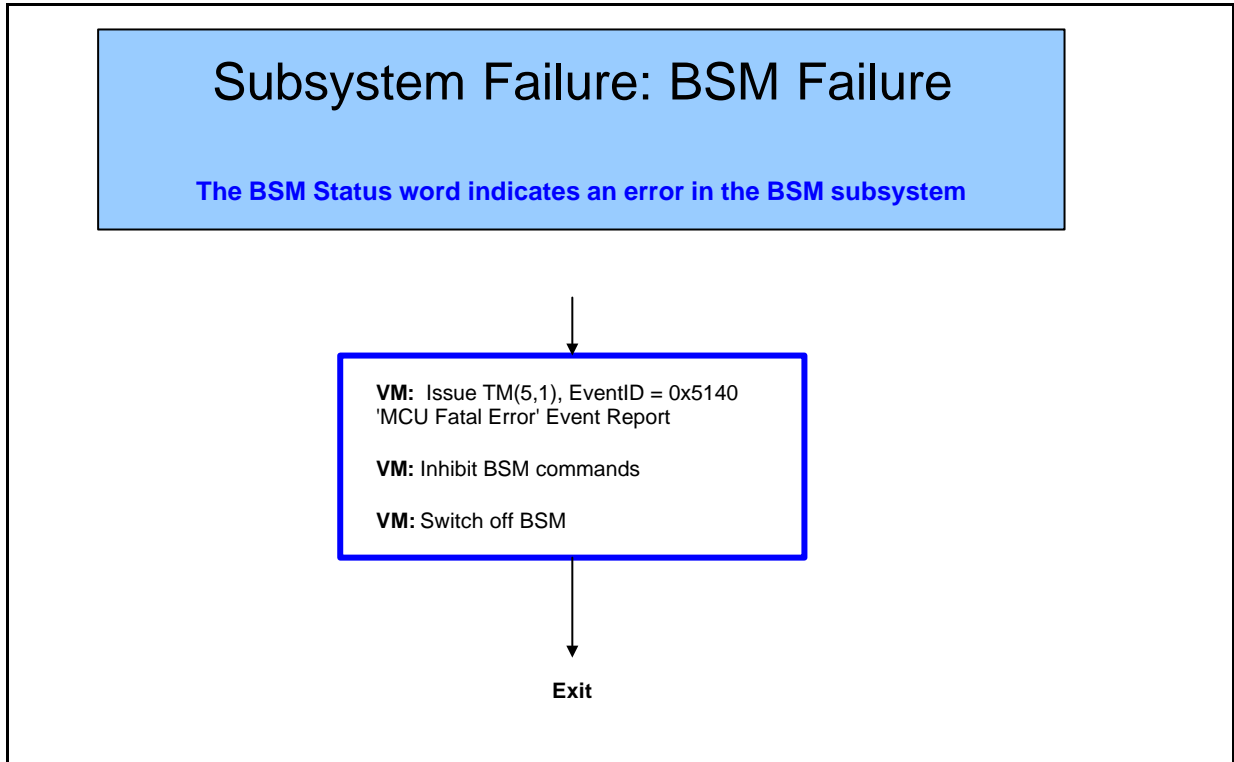 Subsystem Failure: BSM Failure
The BSM Status word indicates an error in the BSM subsystem
VM: Issue TM(5,1), EventID = 0x5140
'MCU Fatal Error' Event Report
VM: Inhibit BSM commands
VM: Switch off BSM
Exit